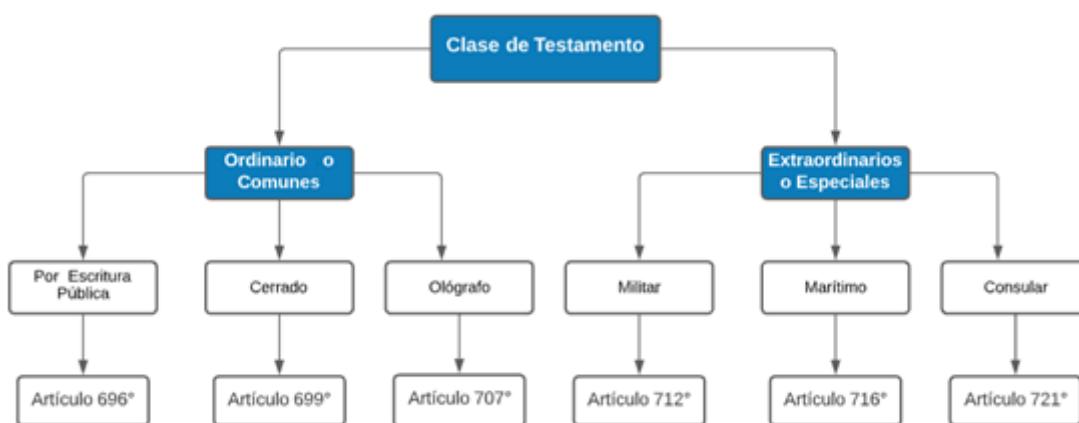 Clase de Testamento
Ordinario o
Comunes
Extraordinarios
o Especiales
Por Escritura
Pública
Cerrado
Ológrafo
Militar
Marítimo
Consular
Artículo 696°
Artículo 699°
Artículo 707°
Artículo 712°
Artículo 716°
Artículo 721°